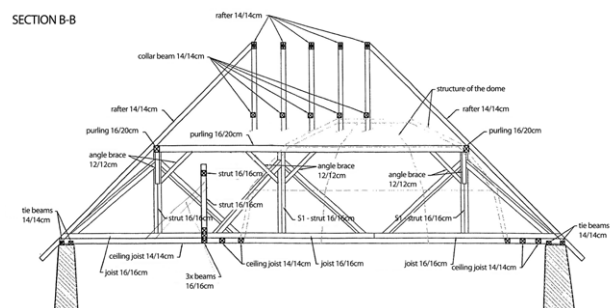 SECTION B-B
rafter 14/14cm
collar beam 14/14cm
structure of the dome
rafter 14/14cm
rafter 14/14cm
purling 16/20cm
purling 16/20cm
purling 16/20cm
angle brace
12/12cm
strut 16/16cm
angle brace
12/12cm
angle brace
12/12cm
strut 16/16cm
strut 16/16cm
S1 - strut 16/16cm
S1 - strut 16/16cm
tie beams
14/14cm
tie beams
14/14cm
ceiling joist 14/14cm
joist 16/16cm
3x beams
16/16cm
ceiling joist 14/14cm
joist 16/16cm
joist 16/16cm
ceiling joist 14/14cm